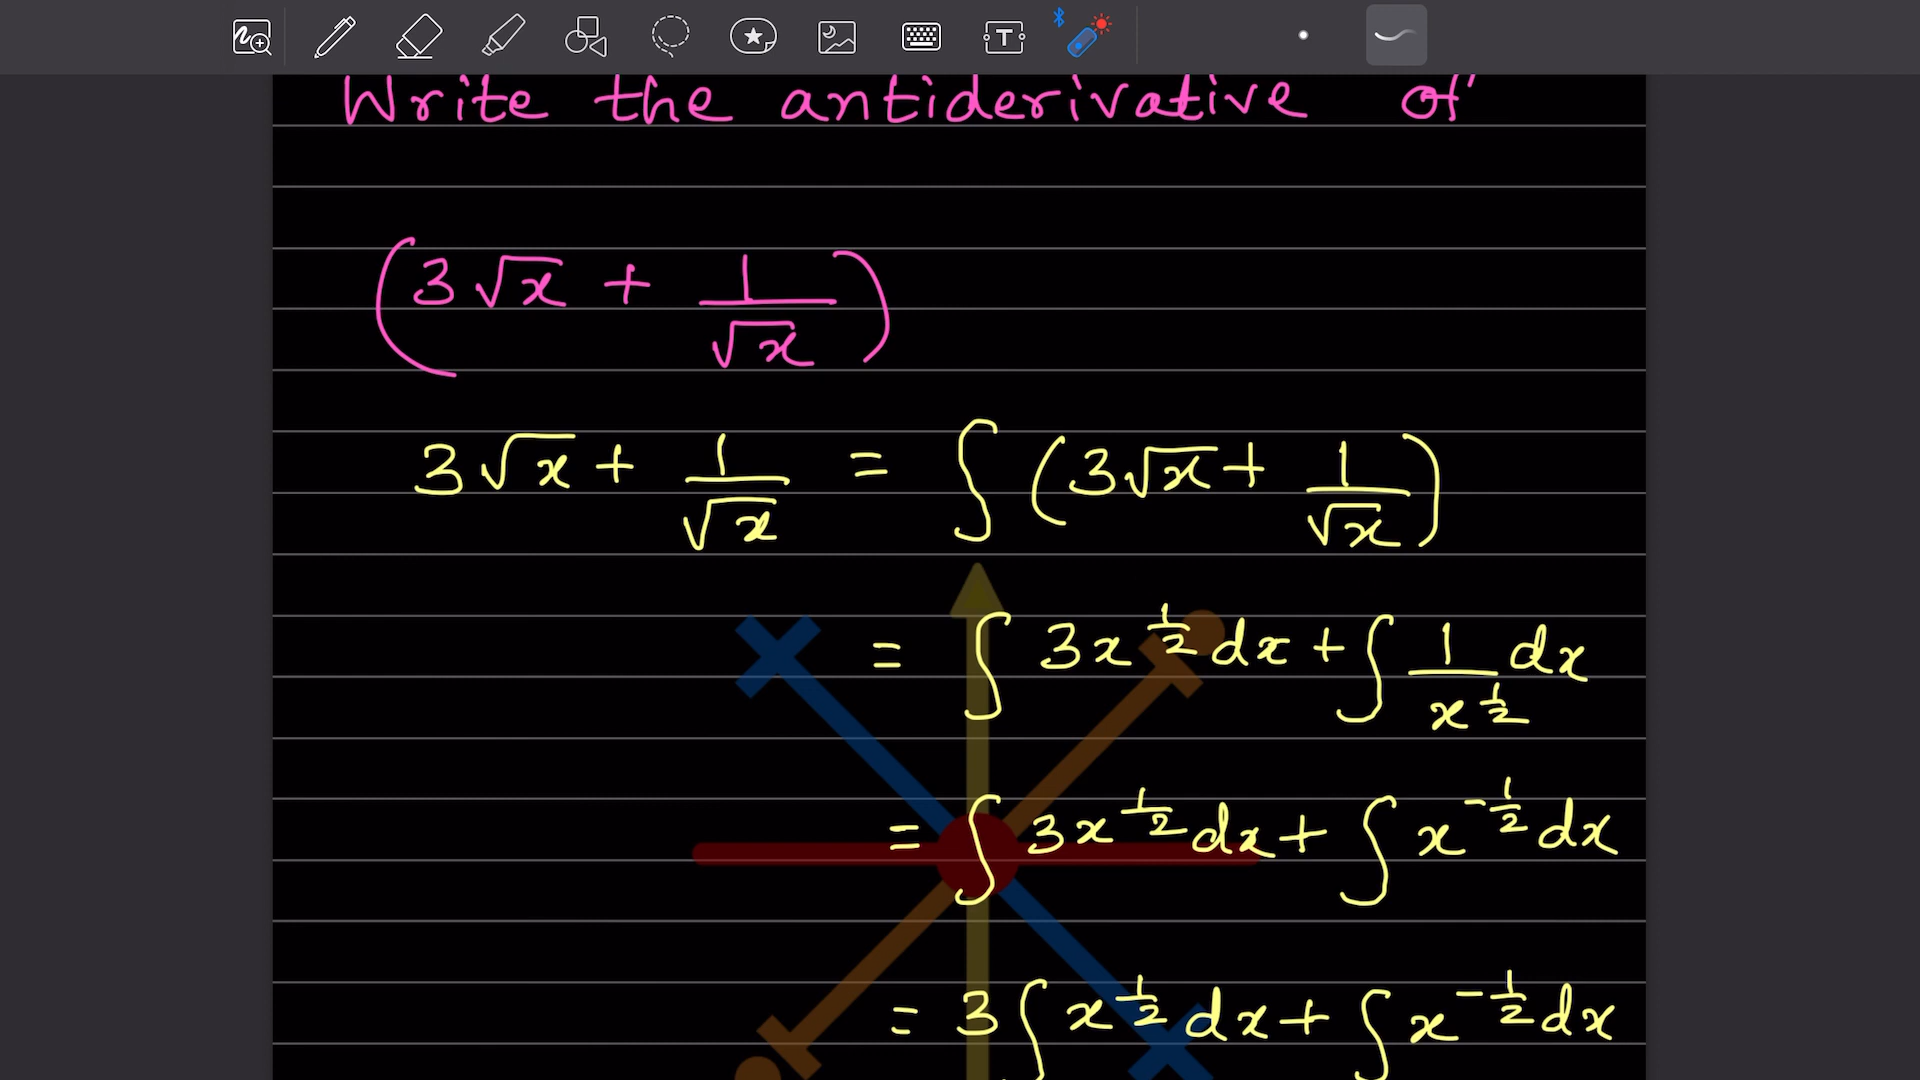 Write the antiderivative of
(3√x + 1/√x)
3√x + 1/√x = ∫ (3√x + 1/√x)
= ∫ 3x^{1/2} dx + ∫ 1/x^{1/2} dx
= ∫ 3x^{1/2} dx + ∫ x^{-1/2} dx
= 3 ∫ x^{1/2} dx + ∫ x^{-1/2} dx